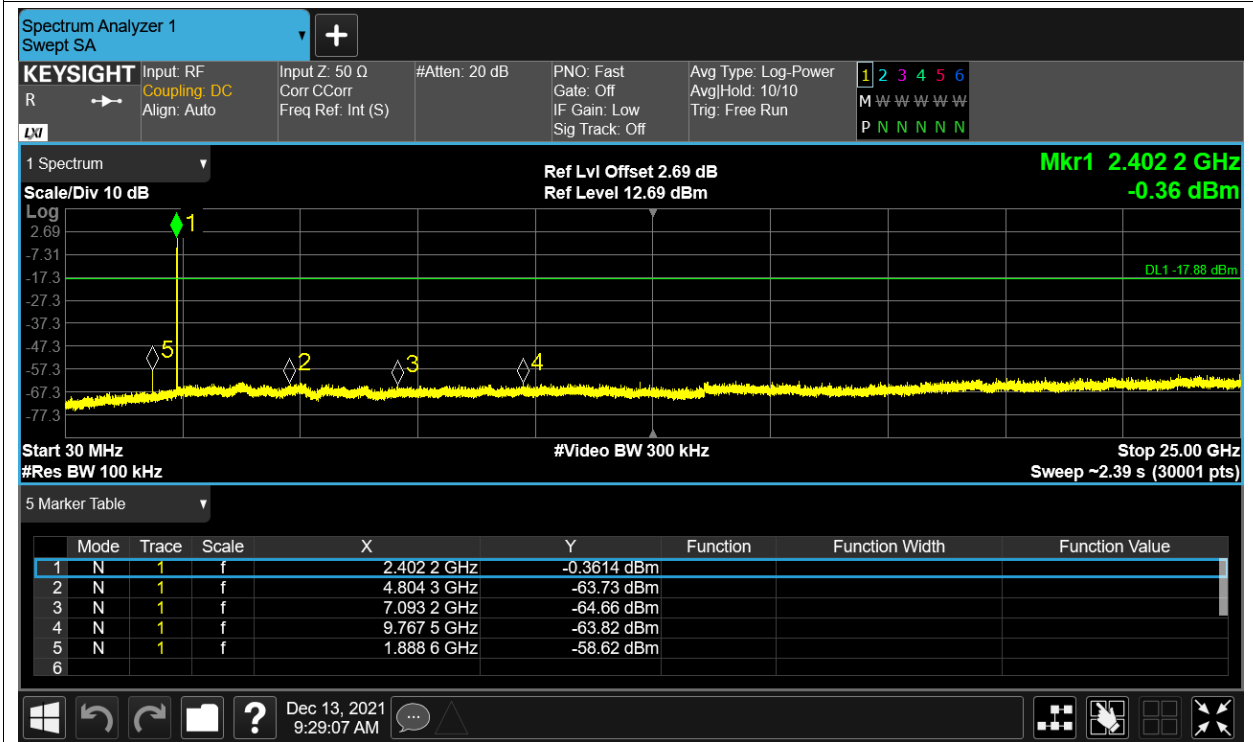 Spectrum Analyzer 1
Swept SA
+
KEYSIGHT Input: RF Input Z: 50 Ω #Atten: 20 dB PNO: Fast Avg Type: Log-Power 1 2 3 4 5 6
R Coupling: DC Corr CCorr Gate: Off Avg|Hold: 10/10 M W W W W W
Align: Auto Freq Ref: Int (S) IF Gain: Low Trig: Free Run
LXI Sig Track: Off P N N N N N
1 Spectrum Ref Lvl Offset 2.69 dB Mkr1 2.402 2 GHz
Scale/Div 10 dB Ref Level 12.69 dBm -0.36 dBm
Log
1
2.69
-7.31
DL1 -17.88 dBm
-17.3
-27.3
-37.3
-47.3
5 2 3 4
-57.3
-67.3
-77.3
Start 30 MHz #Video BW 300 kHz Stop 25.00 GHz
#Res BW 100 kHz Sweep ~2.39 s (30001 pts)
5 Marker Table
Mode Trace Scale X Y Function Function Width Function Value
1 N 1 f 2.402 2 GHz -0.3614 dBm
2 N 1 f 4.804 3 GHz -63.73 dBm
3 N 1 f 7.093 2 GHz -64.66 dBm
4 N 1 f 9.767 5 GHz -63.82 dBm
5 N 1 f 1.888 6 GHz -58.62 dBm
6
? Dec 13, 2021
9:29:07 AM